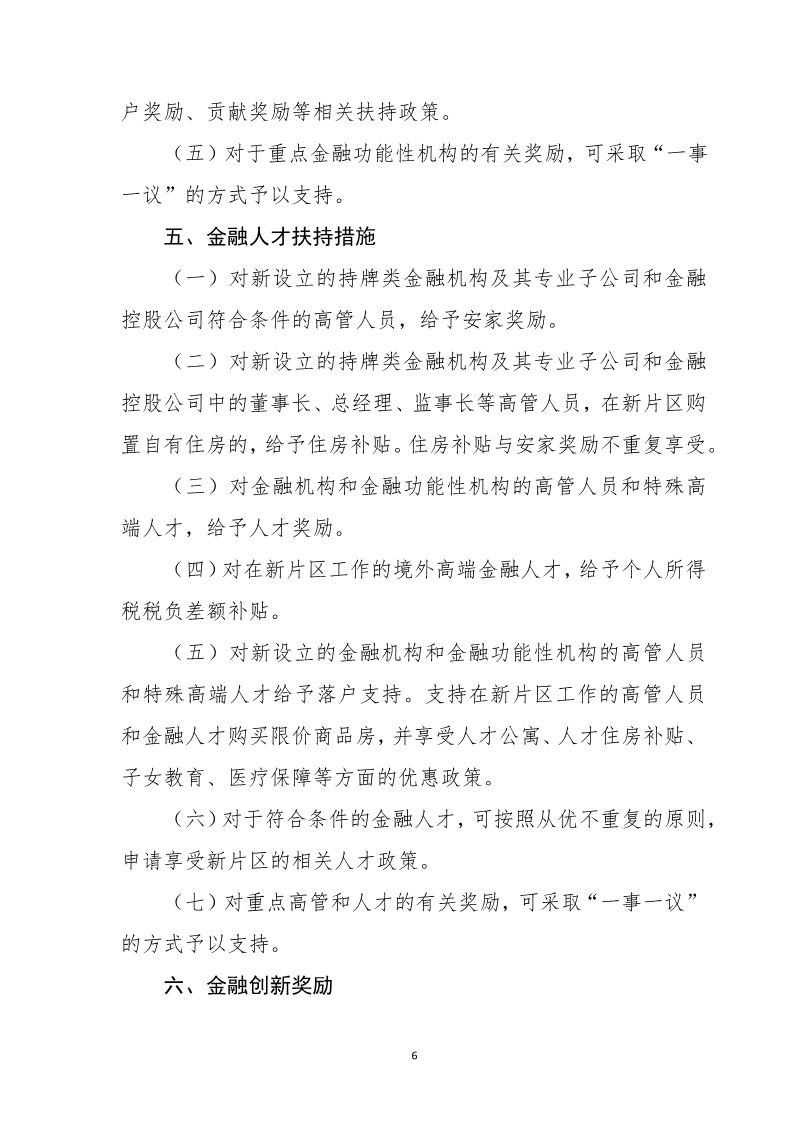 户奖励、贡献奖励等相关扶持政策。
（五）对于重点金融功能性机构的有关奖励，可采取“一事
一议”的方式予以支持。
五、金融人才扶持措施
（一）对新设立的持牌类金融机构及其专业子公司和金融
控股公司符合条件的高管人员，给予安家奖励。
（二）对新设立的持牌类金融机构及其专业子公司和金融
控股公司中的董事长、总经理、监事长等高管人员，在新片区购
置自有住房的，给予住房补贴。住房补贴与安家奖励不重复享受。
（三）对金融机构和金融功能性机构的高管人员和特殊高
端人才，给予人才奖励。
（四）对在新片区工作的境外高端金融人才，给予个人所得
税税负差额补贴。
（五）对新设立的金融机构和金融功能性机构的高管人员
和特殊高端人才给予落户支持。支持在新片区工作的高管人员
和金融人才购买限价商品房，并享受人才公寓、人才住房补贴、
子女教育、医疗保障等方面的优惠政策。
（六）对于符合条件的金融人才，可按照从优不重复的原则，
申请享受新片区的相关人才政策。
（七）对重点高管和人才的有关奖励，可采取“一事一议”
的方式予以支持。
六、金融创新奖励
6